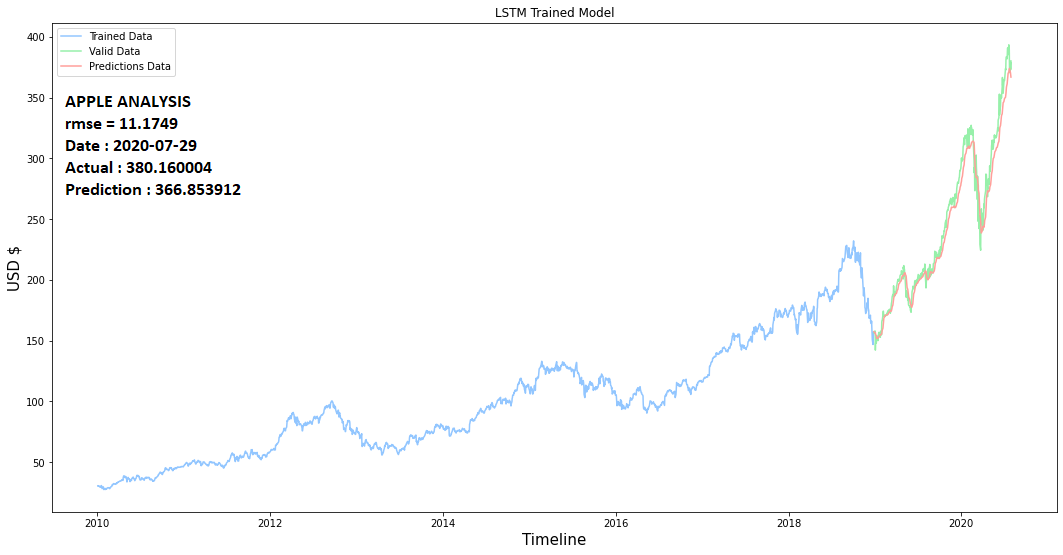 LSTM Trained Model
Trained Data
Valid Data
Predictions Data
APPLE ANALYSIS
rmse = 11.1749
Date : 2020-07-29
Actual : 380.160004
Prediction : 366.853912
USD $
400
350
300
250
200
150
100
50
2010 2012 2014 2016 2018 2020
Timeline